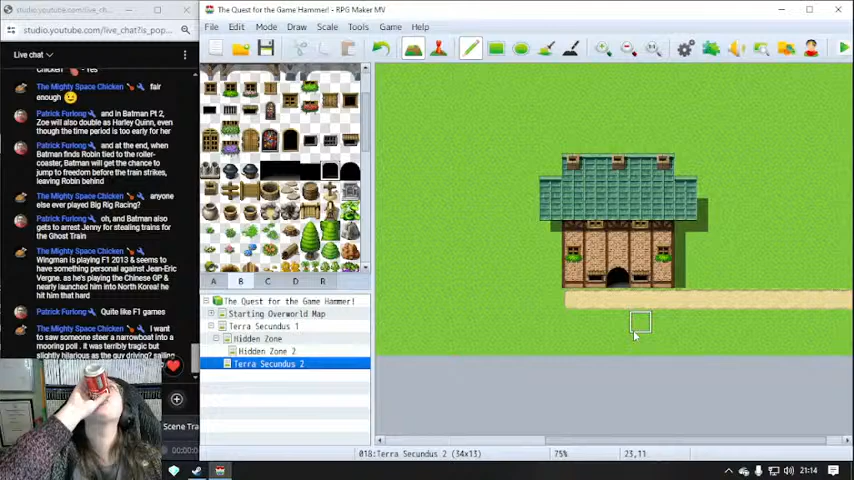 studio.youtube.com/live_chat?is_pop...
The Quest for the Game Hammer! - RPG Maker MV
studio.youtube.com/live_chat?is_pop...
File Edit Mode Draw Scale Tools Game Help
Live chat
Chicken - Yes
The Mighty Space Chicken fair
enough
Patrick Furlong and in Batman Pt 2,
Zoe will also double as Harley Quinn, even
though the time period is too early for her
Patrick Furlong and at the end, when
Batman finds Robin tied to the roller-
coaster, Batman will get the chance to
jump to freedom before the train strikes,
leaving Robin behind
The Mighty Space Chicken anyone
else ever played Big Rig Racing?
Patrick Furlong oh, and Batman also
gets to arrest Jenny for stealing trains for
the Ghost Train
The Mighty Space Chicken
Wingman is playing F1 2013 & seems to
have something personal against Jean-Eric
Vergne. as he's playing the Chinese GP &
nearly launched him into North Korea! he
hit him that hard
Patrick Furlong Quite like F1 games
The Mighty Space Chicken I want
to saw someone steer a narrowboat into a
mooring poll . it was terribly tragic but
slightly hilarious as the guy driving? sailing
A B C D R
The Quest for the Game Hammer!
Starting Overworld Map
Terra Secundus 1
Hidden Zone
Hidden Zone 2
Terra Secundus 2
Scene Tra
00:00:0
018:Terra Secundus 2 (34x13) 75% 23,11
21:14